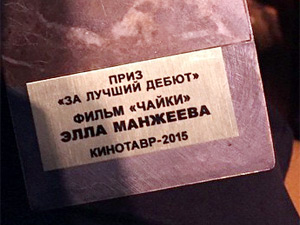 ПРИЗ
«ЗА ЛУЧШИЙ ДЕБЮТ»
ФИЛЬМ «ЧАЙКИ»
ЭЛЛА МАНЖЕЕВА
КИНОТАВР-2015